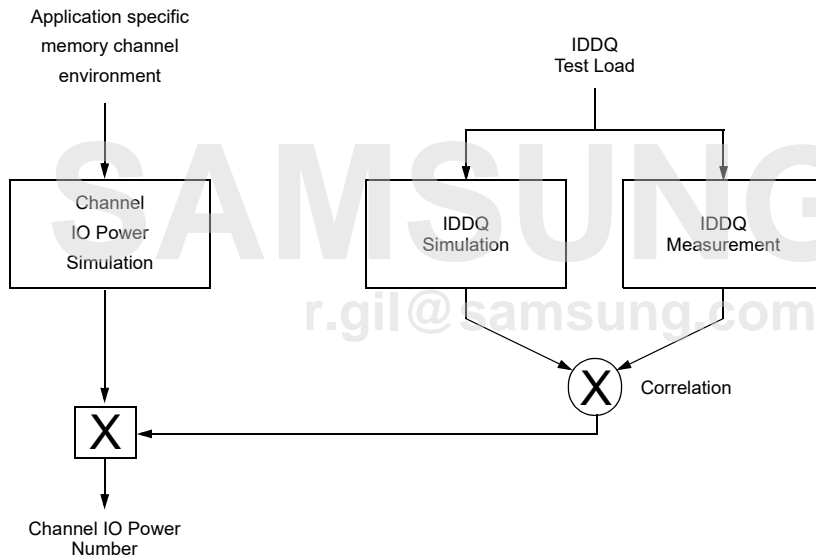 Application specific
memory channel
environment
IDDQ
Test Load
SAMSUNG
Channel
IO Power
Simulation
IDDQ
Simulation
IDDQ
Measurement
r.gil@samsung.com
X
Correlation
X
Channel IO Power
Number